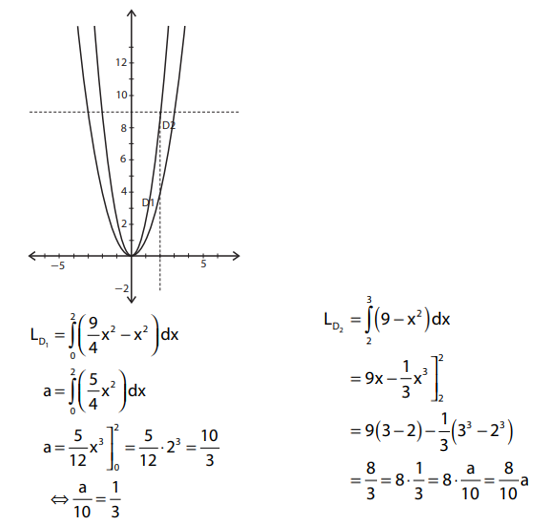 12
10
8
D2
6
4
D1
2
−5
5
−2
L_{D_1} = ∫_0^2 (9/4 x² − x²) dx
a = ∫_0^2 (5/4 x²) dx
a = 5/12 x³ ]_0^2 = 5/12 · 2³ = 10/3
⇔ a/10 = 1/3
L_{D_2} = ∫_2^3 (9 − x²) dx
= 9x − 1/3 x³ ]_2^2
= 9(3 − 2) − 1/3 (3³ − 2³)
= 8/3 = 8 · 1/3 = 8 · a/10 = 8/10 a